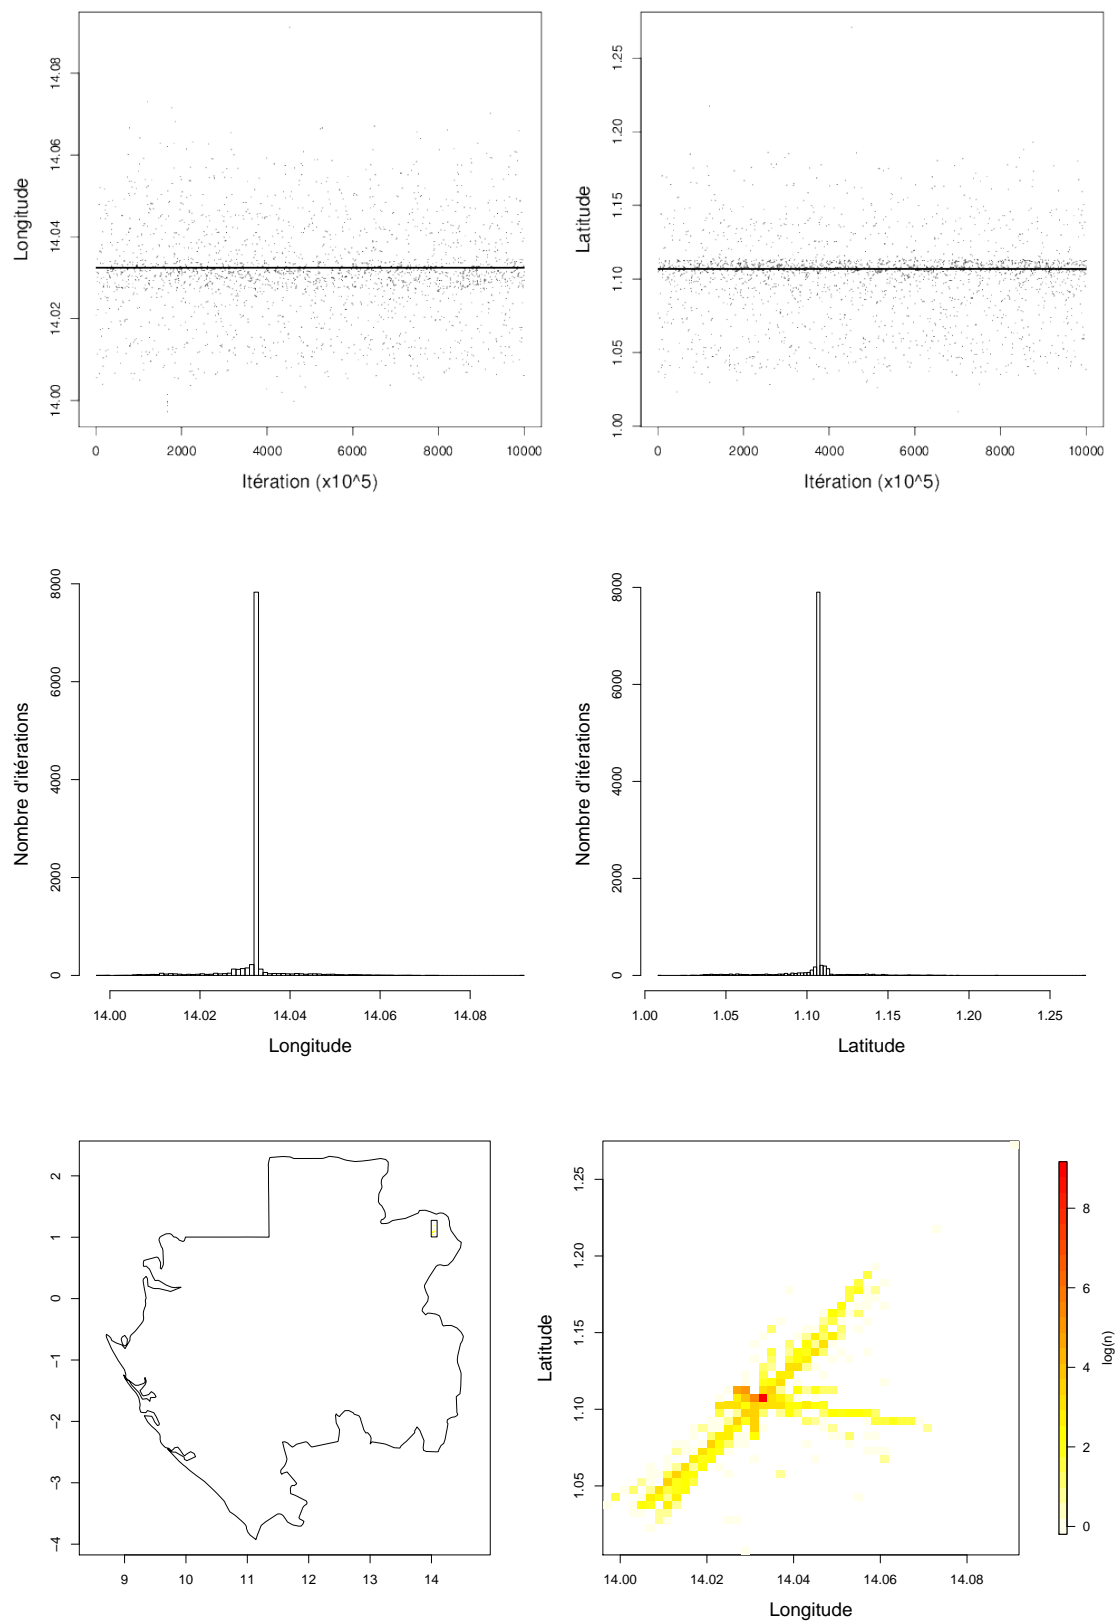 Longitude
14.00 14.02 14.04 14.06 14.08
0 2000 4000 6000 8000 10000
Itération (x10^5)
Latitude
1.00 1.05 1.10 1.15 1.20 1.25
0 2000 4000 6000 8000 10000
Itération (x10^5)
Nombre d'itérations
0 2000 4000 6000 8000
14.00 14.02 14.04 14.06 14.08
Longitude
Nombre d'itérations
0 2000 4000 6000 8000
1.00 1.05 1.10 1.15 1.20 1.25
Latitude
-4 -3 -2 -1 0 1 2
9 10 11 12 13 14
Latitude
1.05 1.10 1.15 1.20 1.25
14.00 14.02 14.04 14.06 14.08
Longitude
0 2 4 6 8
log(n)